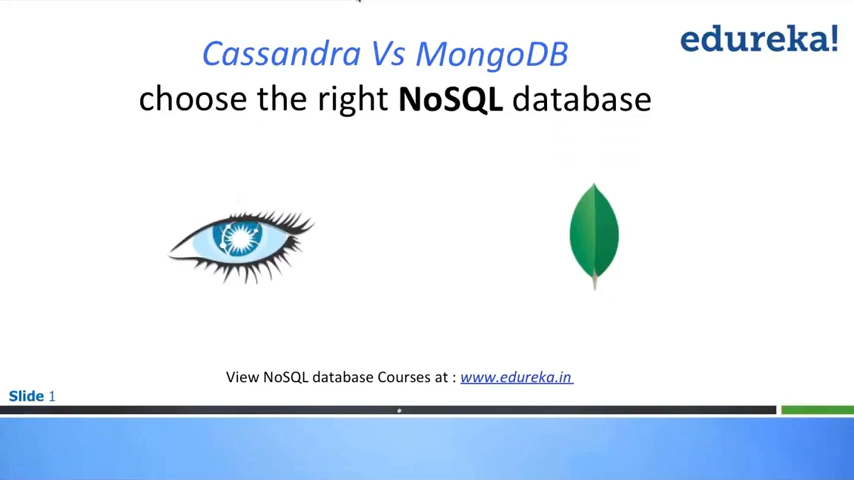 Cassandra Vs MongoDB
edureka!
choose the right NoSQL database
View NoSQL database Courses at : www.edureka.in
Slide 1